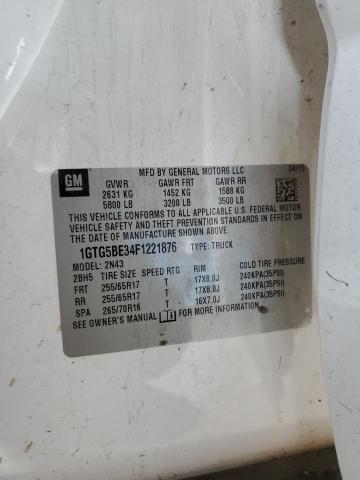 MFD BY GENERAL MOTORS LLC 04/15
GM GVWR GAWR FRT GAWR RR
2631 KG 1452 KG 1588 KG
5800 LB 3200 LB 3500 LB
THIS VEHICLE CONFORMS TO ALL APPLICABLE U.S. FEDERAL MOTOR
VEHICLE SAFETY AND THEFT PREVENTION STANDARDS IN EFFECT ON
THE DATE OF MANUFACTURE SHOWN ABOVE.
1GTG5BE34F1221876 TYPE: TRUCK
MODEL: 2N43
2BH5 TIRE SIZE SPEED RTG RIM COLD TIRE PRESSURE
FRT 255/65R17 T 17X8.0J 240KPA(35PSI)
RR 255/65R17 T 17X8.0J 240KPA(35PSI)
SPA 265/70R16 T 16X7.0J 240KPA(35PSI)
SEE OWNER'S MANUAL FOR MORE INFORMATION